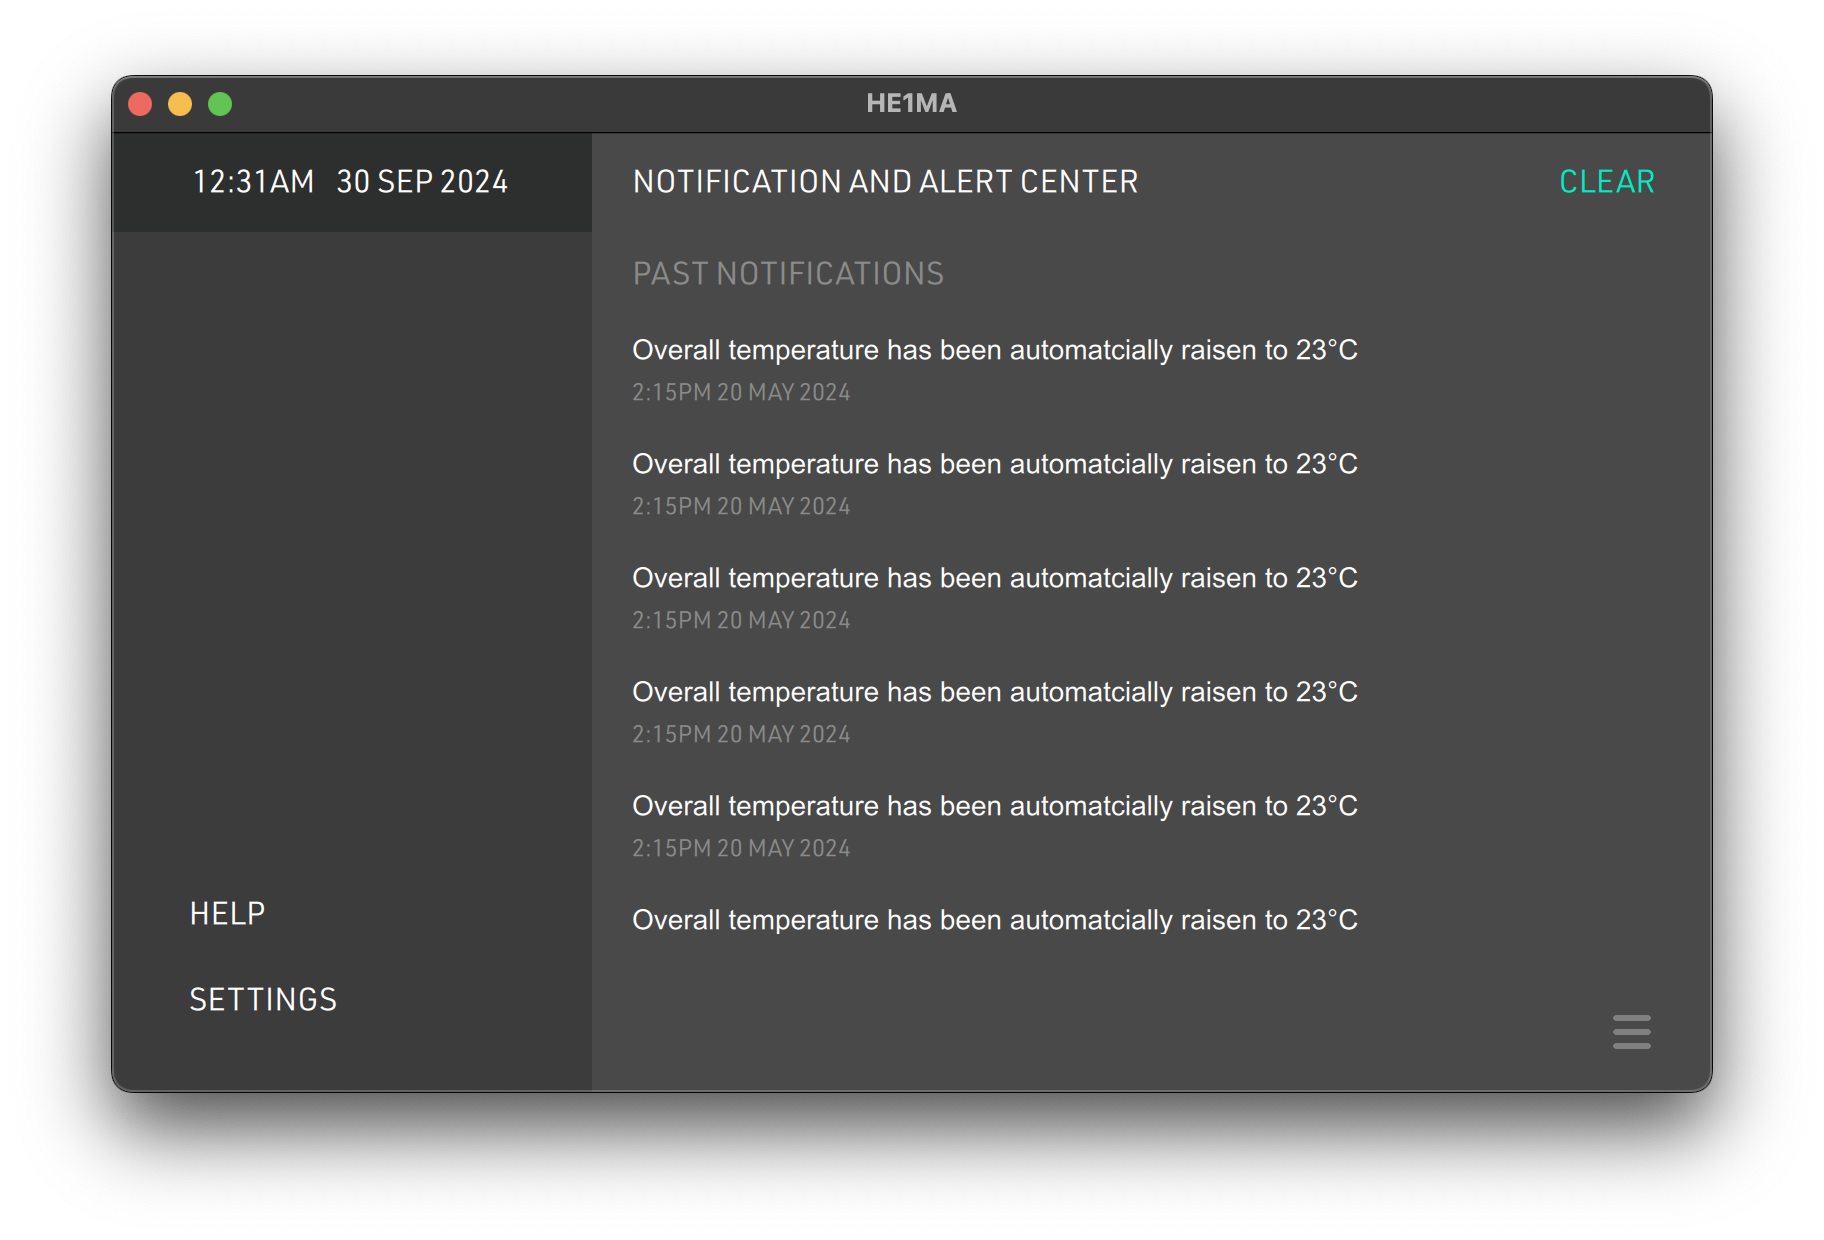 HE1MA
12:31AM 30 SEP 2024
NOTIFICATION AND ALERT CENTER
CLEAR
PAST NOTIFICATIONS
Overall temperature has been automatcially raisen to 23°C
2:15PM 20 MAY 2024
Overall temperature has been automatcially raisen to 23°C
2:15PM 20 MAY 2024
Overall temperature has been automatcially raisen to 23°C
2:15PM 20 MAY 2024
Overall temperature has been automatcially raisen to 23°C
2:15PM 20 MAY 2024
Overall temperature has been automatcially raisen to 23°C
2:15PM 20 MAY 2024
Overall temperature has been automatcially raisen to 23°C
HELP
SETTINGS